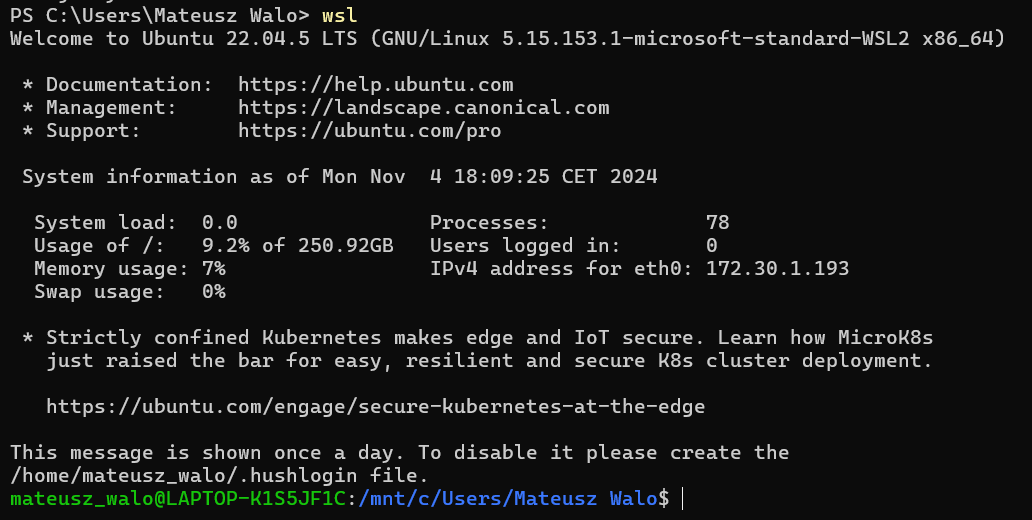 PS C:\Users\Mateusz Walo> wsl
Welcome to Ubuntu 22.04.5 LTS (GNU/Linux 5.15.153.1-microsoft-standard-WSL2 x86_64)
* Documentation:  https://help.ubuntu.com
* Management:     https://landscape.canonical.com
* Support:        https://ubuntu.com/pro
System information as of Mon Nov  4 18:09:25 CET 2024
System load:  0.0                Processes:             78
Usage of /:   9.2% of 250.92GB   Users logged in:       0
Memory usage: 7%                 IPv4 address for eth0: 172.30.1.193
Swap usage:   0%
* Strictly confined Kubernetes makes edge and IoT secure. Learn how MicroK8s
just raised the bar for easy, resilient and secure K8s cluster deployment.
https://ubuntu.com/engage/secure-kubernetes-at-the-edge
This message is shown once a day. To disable it please create the
/home/mateusz_walo/.hushlogin file.
mateusz_walo@LAPTOP-K1S5JF1C:/mnt/c/Users/Mateusz Walo$